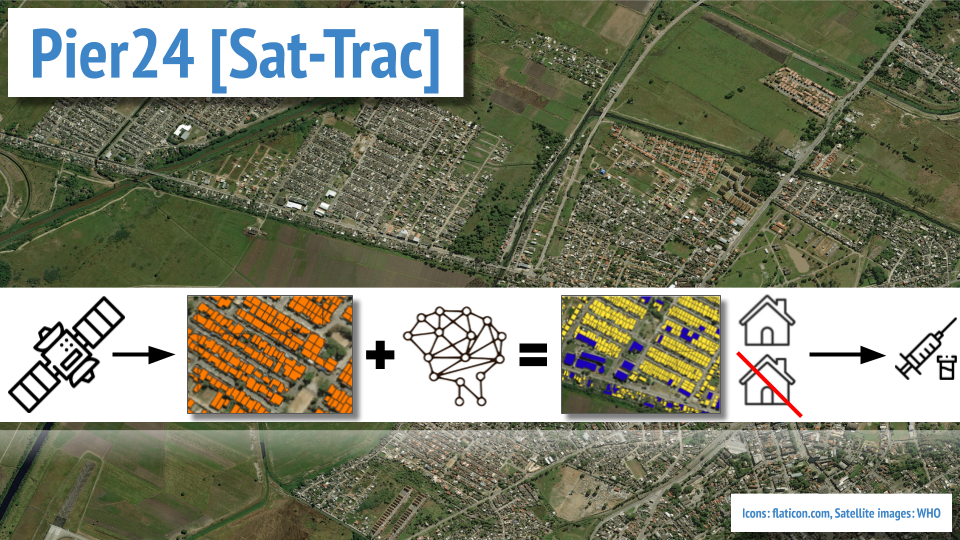 Pier24 [Sat-Trac]
Icons: flaticon.com, Satellite images: WHO